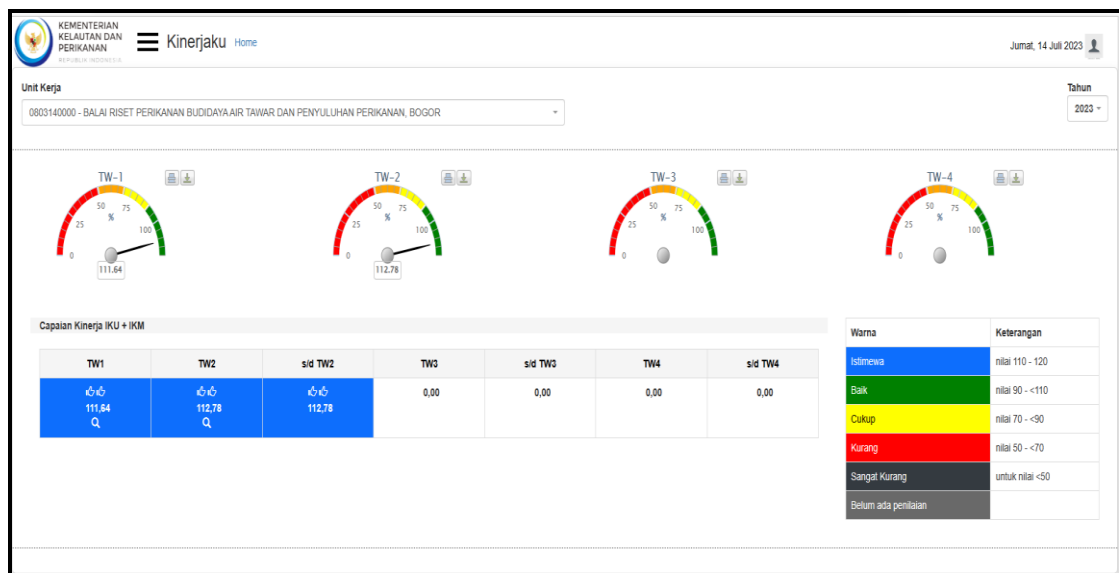 KEMENTERIAN
KELAUTAN DAN
PERIKANAN
REPUBLIK INDONESIA
Kinerjaku Home
Jumat, 14 Juli 2023
Unit Kerja
Tahun
0803140000 - BALAI RISET PERIKANAN BUDIDAYA AIR TAWAR DAN PENYULUHAN PERIKANAN, BOGOR
2023
TW-1
0 25 50 75 100
%
111.64
TW-2
0 25 50 75 100
%
112.78
TW-3
0 25 50 75 100
%
TW-4
0 25 50 75 100
%
Capaian Kinerja IKU + IKM
TW1 TW2 s/d TW2 TW3 s/d TW3 TW4 s/d TW4
111,64 112,78 112,78 0,00 0,00 0,00 0,00
Warna Keterangan
Istimewa nilai 110 - 120
Baik nilai 90 - <110
Cukup nilai 70 - <90
Kurang nilai 50 - <70
Sangat Kurang untuk nilai <50
Belum ada penilaian